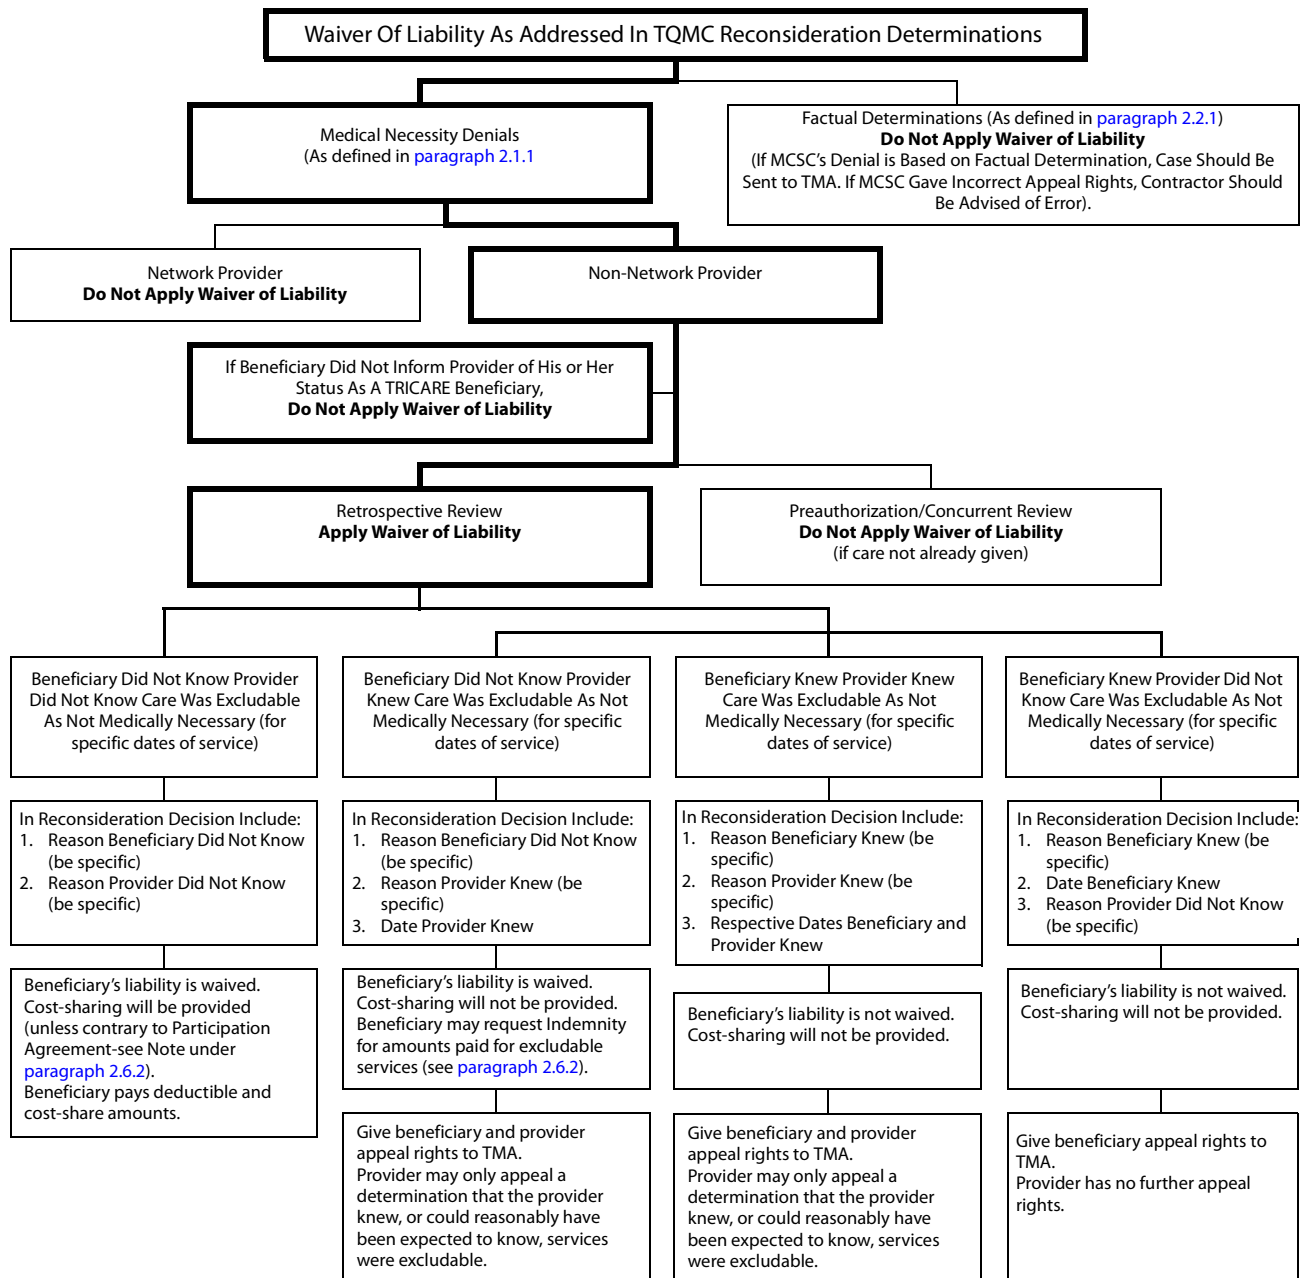 Waiver Of Liability As Addressed In TQMC Reconsideration Determinations
Medical Necessity Denials
(As defined in paragraph 2.1.1
Factual Determinations (As defined in paragraph 2.2.1)
Do Not Apply Waiver of Liability
(If MCSC's Denial is Based on Factual Determination, Case Should Be
Sent to TMA. If MCSC Gave Incorrect Appeal Rights, Contractor Should
Be Advised of Error).
Network Provider
Do Not Apply Waiver of Liability
Non-Network Provider
If Beneficiary Did Not Inform Provider of His or Her
Status As A TRICARE Beneficiary,
Do Not Apply Waiver of Liability
Retrospective Review
Apply Waiver of Liability
Preauthorization/Concurrent Review
Do Not Apply Waiver of Liability
(if care not already given)
Beneficiary Did Not Know Provider
Did Not Know Care Was Excludable
As Not Medically Necessary (for
specific dates of service)
Beneficiary Did Not Know Provider
Knew Care Was Excludable As Not
Medically Necessary (for specific
dates of service)
Beneficiary Knew Provider Knew
Care Was Excludable As Not
Medically Necessary (for specific
dates of service)
Beneficiary Knew Provider Did Not
Know Care Was Excludable As Not
Medically Necessary (for specific
dates of service)
In Reconsideration Decision Include:
1. Reason Beneficiary Did Not Know
(be specific)
2. Reason Provider Did Not Know
(be specific)
In Reconsideration Decision Include:
1. Reason Beneficiary Did Not Know
(be specific)
2. Reason Provider Knew (be
specific)
3. Date Provider Knew
In Reconsideration Decision Include:
1. Reason Beneficiary Knew (be
specific)
2. Reason Provider Knew (be
specific)
3. Respective Dates Beneficiary and
Provider Knew
In Reconsideration Decision Include:
1. Reason Beneficiary Knew (be
specific)
2. Date Beneficiary Knew
3. Reason Provider Did Not Know
(be specific)
Beneficiary's liability is waived.
Cost-sharing will be provided
(unless contrary to Participation
Agreement-see Note under
paragraph 2.6.2).
Beneficiary pays deductible and
cost-share amounts.
Beneficiary's liability is waived.
Cost-sharing will not be provided.
Beneficiary may request Indemnity
for amounts paid for excludable
services (see paragraph 2.6.2).
Beneficiary's liability is not waived.
Cost-sharing will not be provided.
Beneficiary's liability is not waived.
Cost-sharing will not be provided.
Give beneficiary and provider
appeal rights to TMA.
Provider may only appeal a
determination that the provider
knew, or could reasonably have
been expected to know, services
were excludable.
Give beneficiary and provider
appeal rights to TMA.
Provider may only appeal a
determination that the provider
knew, or could reasonably have
been expected to know, services
were excludable.
Give beneficiary appeal rights to
TMA.
Provider has no further appeal
rights.